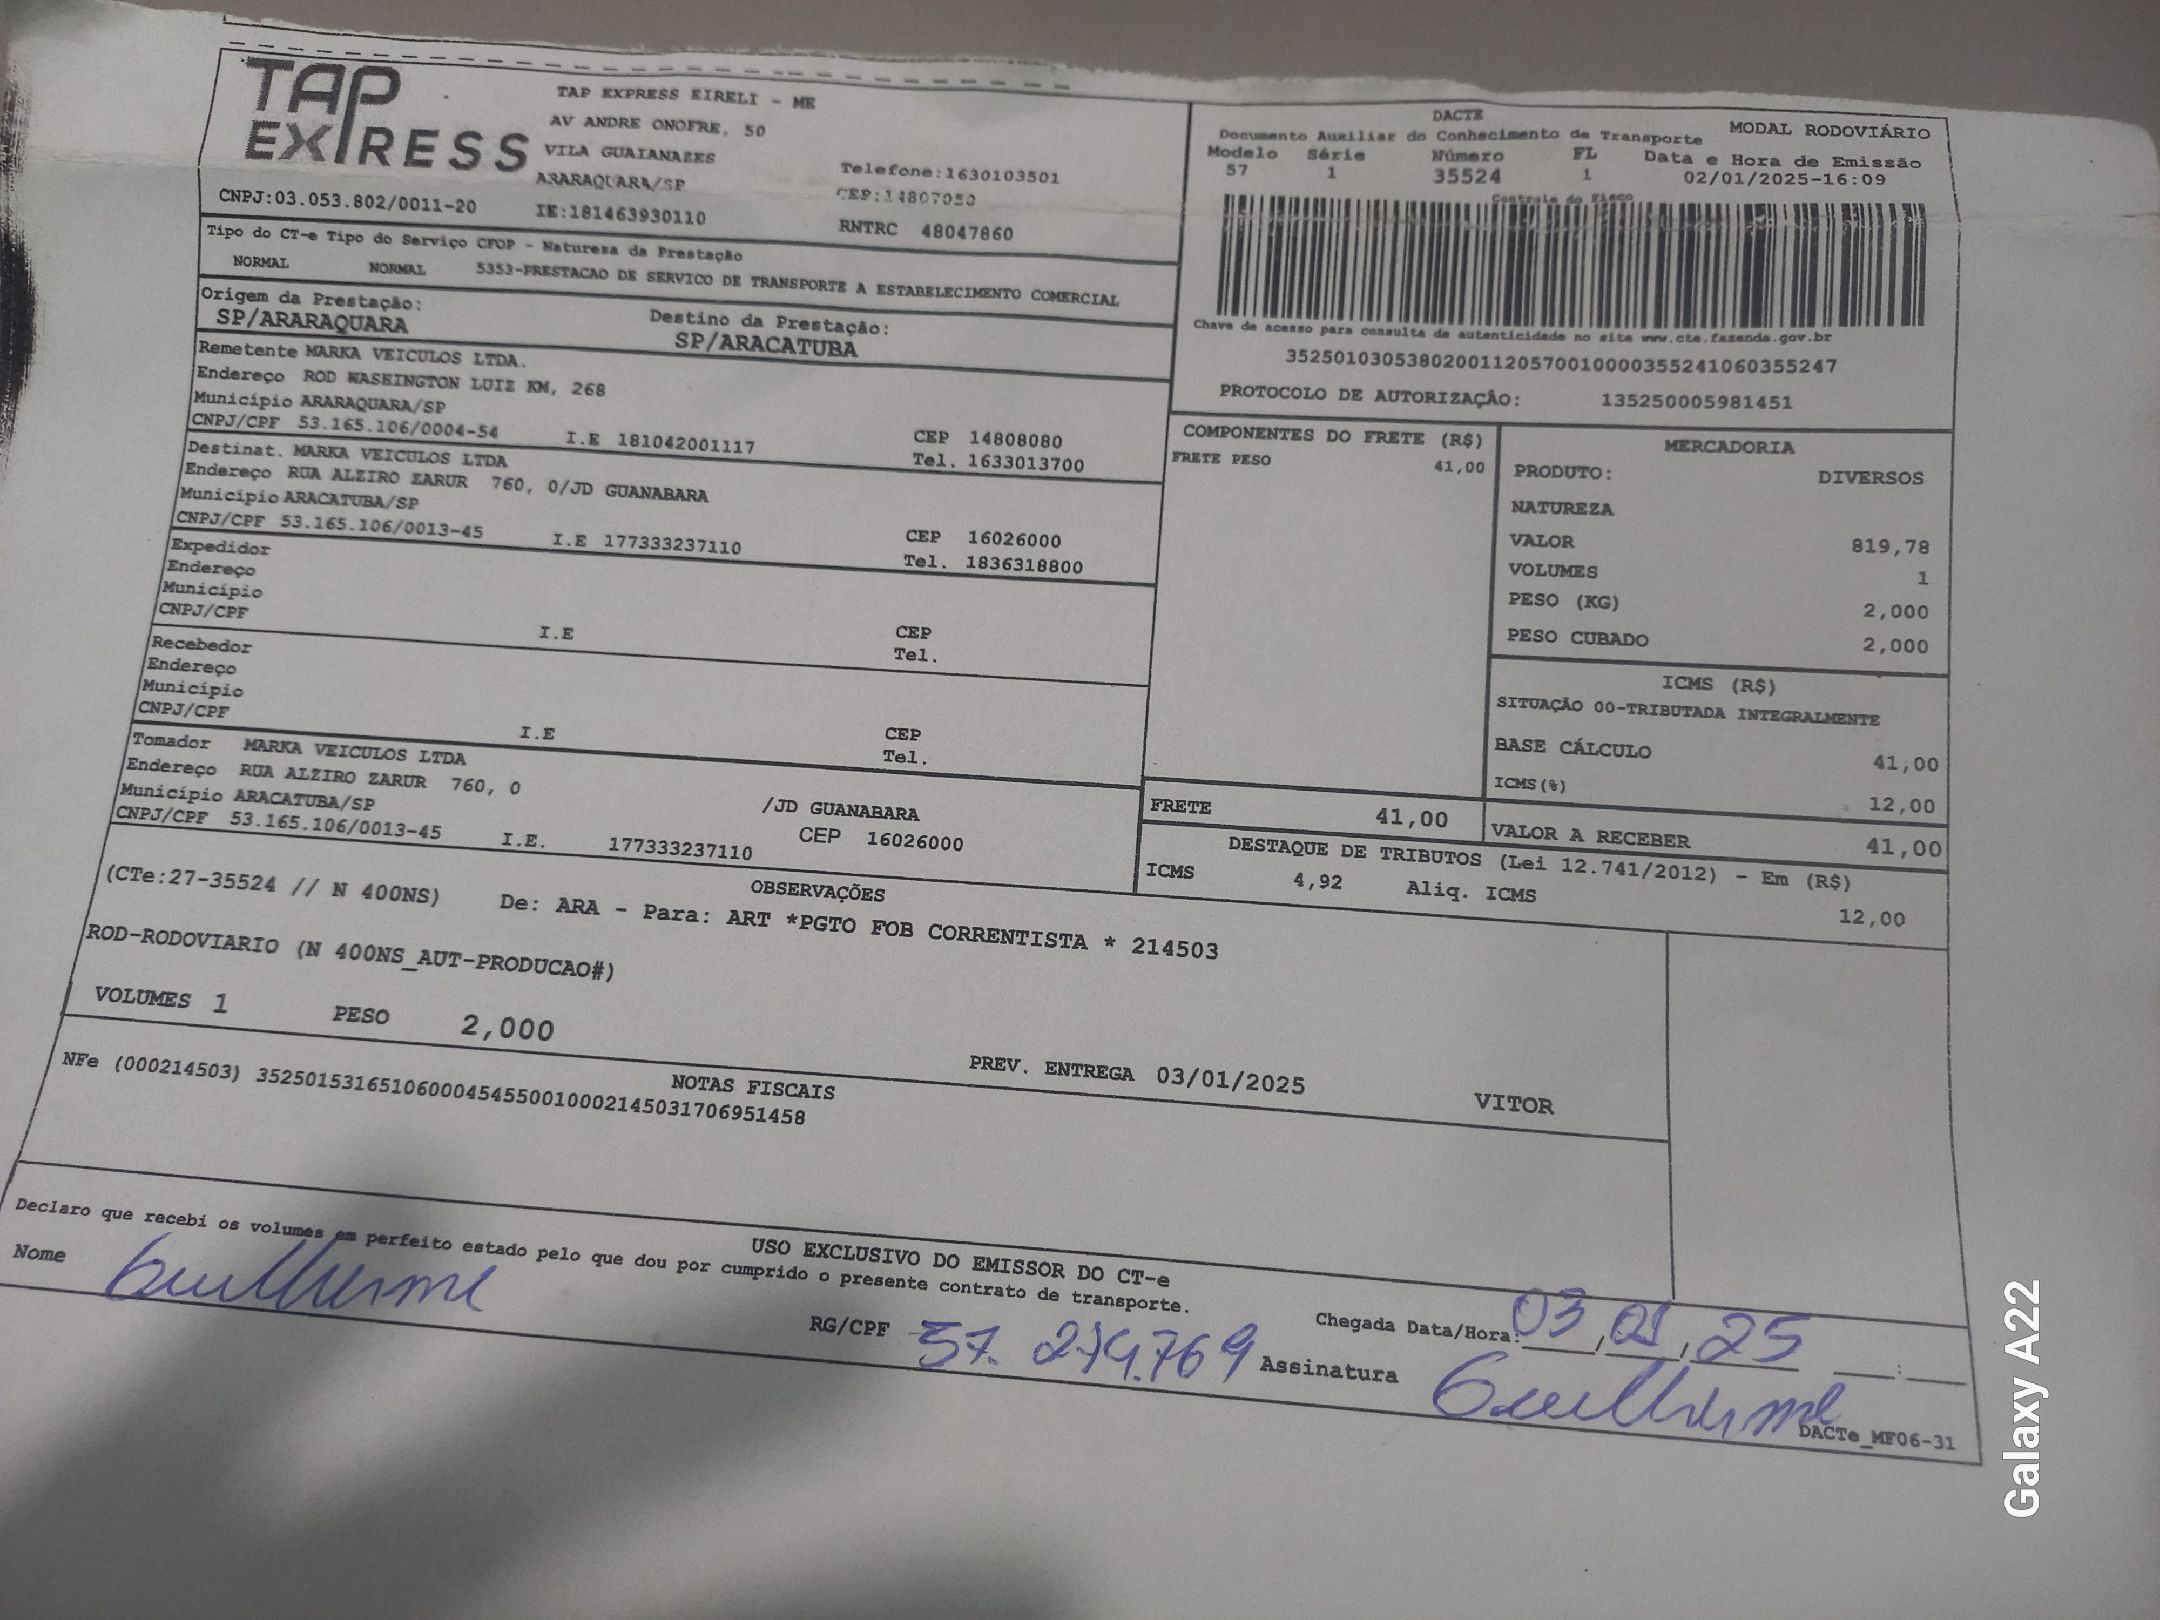 TAP EXPRESS
TAP EXPRESS EIRELI - ME
AV ANDRE ONOFRE, 50
VILA GUAIANAZES
ARARAQUARA/SP
Telefone:1630103501
CEP:14807050
CNPJ:03.053.802/0011-20 IE:181463930110 RNTRC 48047860
DACTE
Documento Auxiliar do Conhecimento de Transporte MODAL RODOVIÁRIO
Modelo Série Número FL Data e Hora de Emissão
57 1 35524 1 02/01/2025-16:09
Controle do Fisco
Chave de acesso para consulta de autenticidade no site www.cte.fazenda.gov.br
35250103053802001120570010000355241060355247
PROTOCOLO DE AUTORIZAÇÃO: 135250005981451
Tipo do CT-e Tipo do Serviço CFOP - Natureza da Prestação
NORMAL NORMAL 5353-PRESTACAO DE SERVICO DE TRANSPORTE A ESTABELECIMENTO COMERCIAL
Origem da Prestação: Destino da Prestação:
SP/ARARAQUARA SP/ARACATUBA
Remetente MARKA VEICULOS LTDA.
Endereço ROD WASHINGTON LUIZ KM, 268
Município ARARAQUARA/SP CEP 14808080
CNPJ/CPF 53.165.106/0004-54 I.E 181042001117 Tel. 1633013700
Destinat. MARKA VEICULOS LTDA
Endereço RUA ALZIRO ZARUR 760, 0/JD GUANABARA
Município ARACATUBA/SP CEP 16026000
CNPJ/CPF 53.165.106/0013-45 I.E 177333237110 Tel. 1836318800
Expedidor
Endereço
Município CEP
CNPJ/CPF I.E Tel.
Recebedor
Endereço
Município CEP
CNPJ/CPF I.E Tel.
Tomador MARKA VEICULOS LTDA
Endereço RUA ALZIRO ZARUR 760, 0 /JD GUANABARA
Município ARACATUBA/SP CEP 16026000
CNPJ/CPF 53.165.106/0013-45 I.E. 177333237110
COMPONENTES DO FRETE (R$)
FRETE PESO 41,00
FRETE 41,00
MERCADORIA
PRODUTO: DIVERSOS
NATUREZA
VALOR 819,78
VOLUMES 1
PESO (KG) 2,000
PESO CUBADO 2,000
ICMS (R$)
SITUAÇÃO 00-TRIBUTADA INTEGRALMENTE
BASE CÁLCULO 41,00
ICMS(%) 12,00
VALOR A RECEBER 41,00
DESTAQUE DE TRIBUTOS (Lei 12.741/2012) - Em (R$)
ICMS 4,92 Aliq. ICMS 12,00
OBSERVAÇÕES
(CTe:27-35524 // N 400NS) De: ARA - Para: ART *PGTO FOB CORRENTISTA * 214503
ROD-RODOVIARIO (N 400NS_AUT-PRODUCAO#)
VOLUMES 1 PESO 2,000 PREV. ENTREGA 03/01/2025 VITOR
NOTAS FISCAIS
NFe (000214503) 35250153165106000454550010002145031706951458
USO EXCLUSIVO DO EMISSOR DO CT-e
Declaro que recebi os volumes em perfeito estado pelo que dou por cumprido o presente contrato de transporte.
Chegada Data/Hora: 03,01,25 :
Nome Guilherme RG/CPF 57.279.769 Assinatura Guilherme
DACTe_MF06-31
Galaxy A22